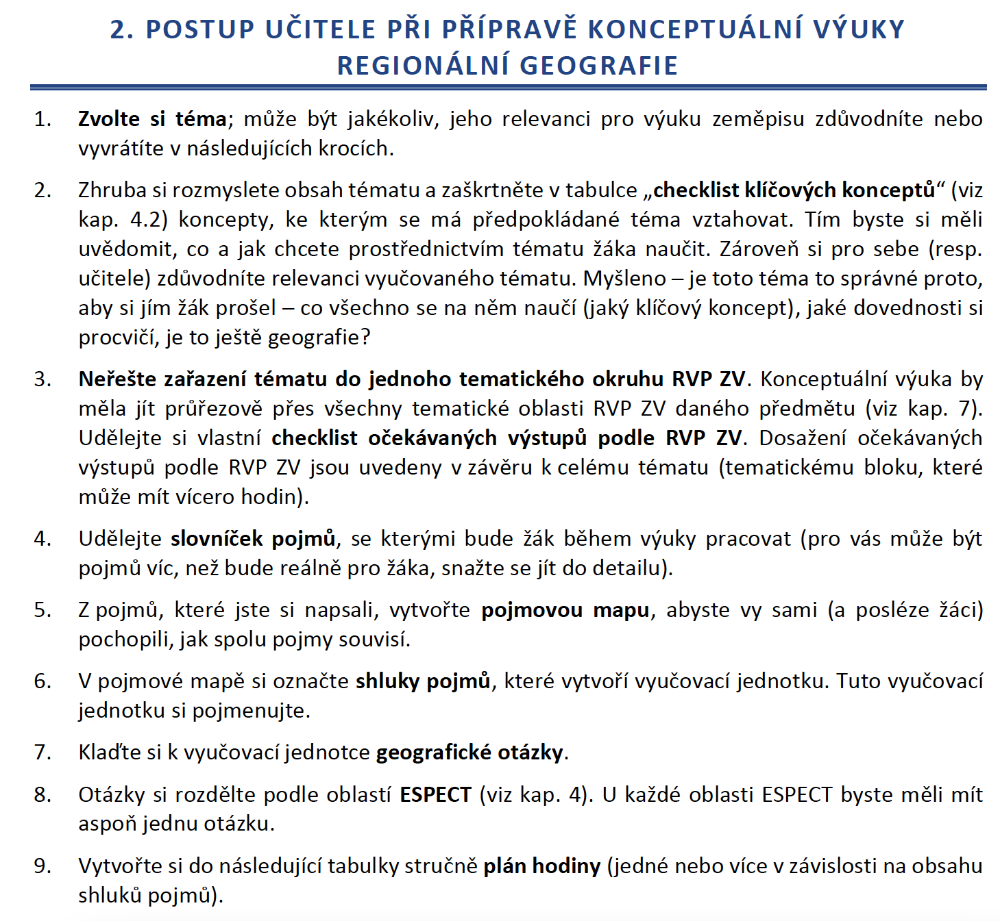 2. POSTUP UČITELE PŘI PŘÍPRAVĚ KONCEPTUÁLNÍ VÝUKY
REGIONÁLNÍ GEOGRAFIE
1. Zvolte si téma; může být jakékoliv, jeho relevanci pro výuku zeměpisu zdůvodníte nebo
vyvrátíte v následujících krocích.
2. Zhruba si rozmyslete obsah tématu a zaškrtněte v tabulce „checklist klíčových konceptů“ (viz
kap. 4.2) koncepty, ke kterým se má předpokládané téma vztahovat. Tím byste si měli
uvědomit, co a jak chcete prostřednictvím tématu žáka naučit. Zároveň si pro sebe (resp.
učitele) zdůvodníte relevanci vyučovaného tématu. Myšleno – je toto téma to správné proto,
aby si jím žák prošel – co všechno se na něm naučí (jaký klíčový koncept), jaké dovednosti si
procvičí, je to ještě geografie?
3. Neřešte zařazení tématu do jednoho tematického okruhu RVP ZV. Konceptuální výuka by
měla jít průřezově přes všechny tematické oblasti RVP ZV daného předmětu (viz kap. 7).
Udělejte si vlastní checklist očekávaných výstupů podle RVP ZV. Dosažení očekávaných
výstupů podle RVP ZV jsou uvedeny v závěru k celému tématu (tematickému bloku, které
může mít vícero hodin).
4. Udělejte slovníček pojmů, se kterými bude žák během výuky pracovat (pro vás může být
pojmů víc, než bude reálně pro žáka, snažte se jít do detailu).
5. Z pojmů, které jste si napsali, vytvořte pojmovou mapu, abyste vy sami (a posléze žáci)
pochopili, jak spolu pojmy souvisí.
6. V pojmové mapě si označte shluky pojmů, které vytvoří vyučovací jednotku. Tuto vyučovací
jednotku si pojmenujte.
7. Klaďte si k vyučovací jednotce geografické otázky.
8. Otázky si rozdělte podle oblastí ESPECT (viz kap. 4). U každé oblasti ESPECT byste měli mít
aspoň jednu otázku.
9. Vytvořte si do následující tabulky stručně plán hodiny (jedné nebo více v závislosti na obsahu
shluků pojmů).